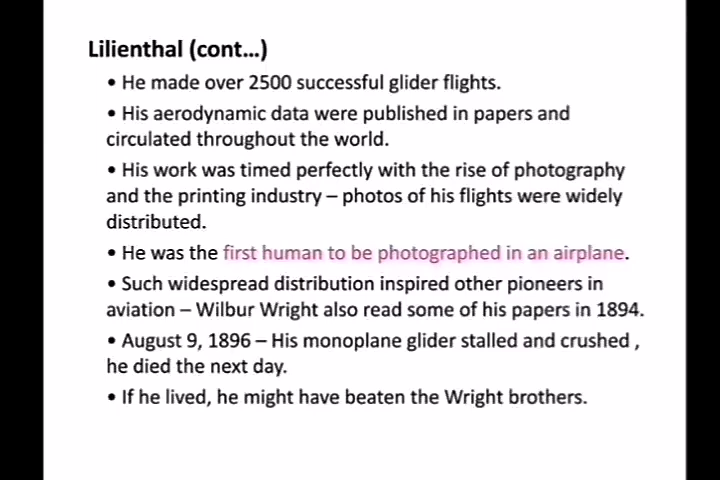 Lilienthal (cont...)
• He made over 2500 successful glider flights.
• His aerodynamic data were published in papers and
circulated throughout the world.
• His work was timed perfectly with the rise of photography
and the printing industry – photos of his flights were widely
distributed.
• He was the first human to be photographed in an airplane.
• Such widespread distribution inspired other pioneers in
aviation – Wilbur Wright also read some of his papers in 1894.
• August 9, 1896 – His monoplane glider stalled and crushed ,
he died the next day.
• If he lived, he might have beaten the Wright brothers.